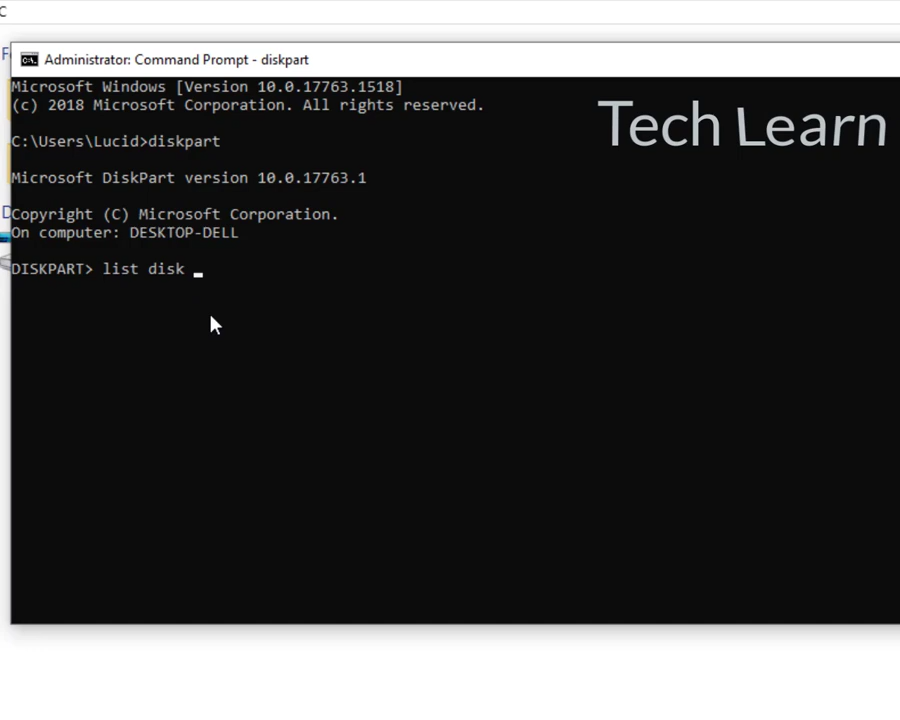 C
Administrator: Command Prompt - diskpart
Microsoft Windows [Version 10.0.17763.1518]
(c) 2018 Microsoft Corporation. All rights reserved.
Tech Learn
C:\Users\Lucid>diskpart
Microsoft DiskPart version 10.0.17763.1
Copyright (C) Microsoft Corporation.
On computer: DESKTOP-DELL
DISKPART> list disk